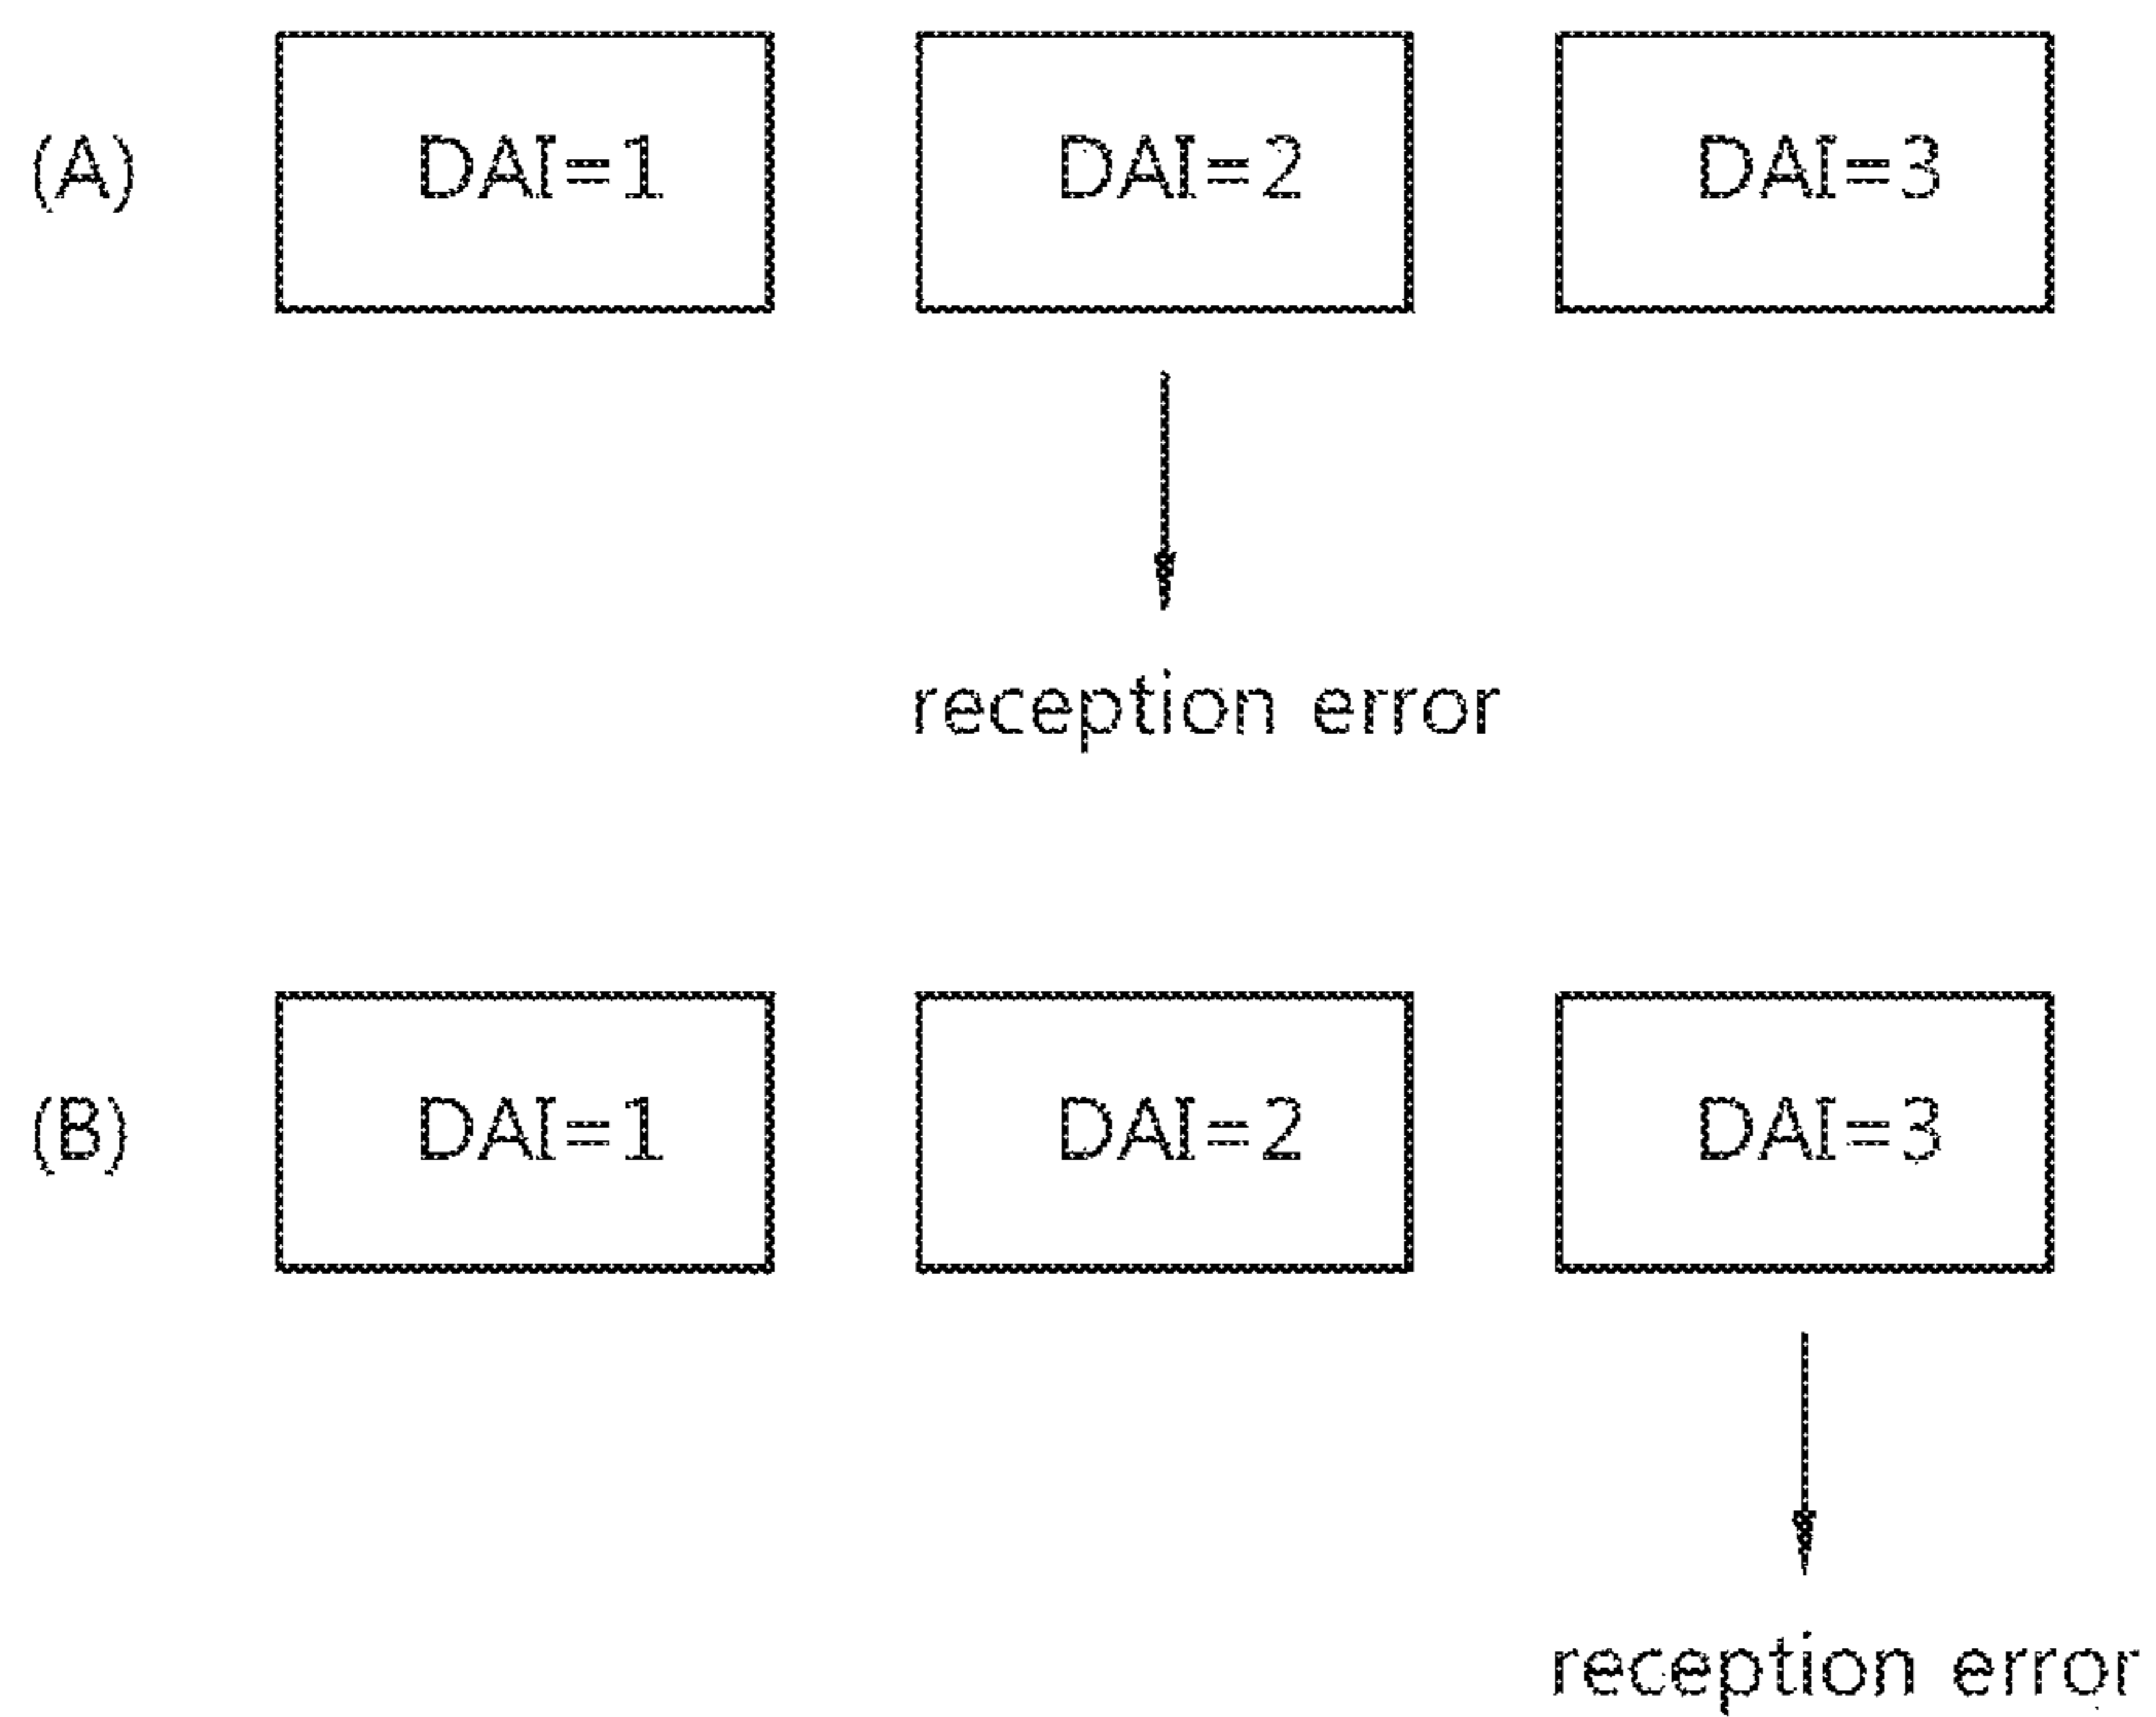 (A) DAI=1 DAI=2 DAI=3
reception error
(B) DAI=1 DAI=2 DAI=3
reception error